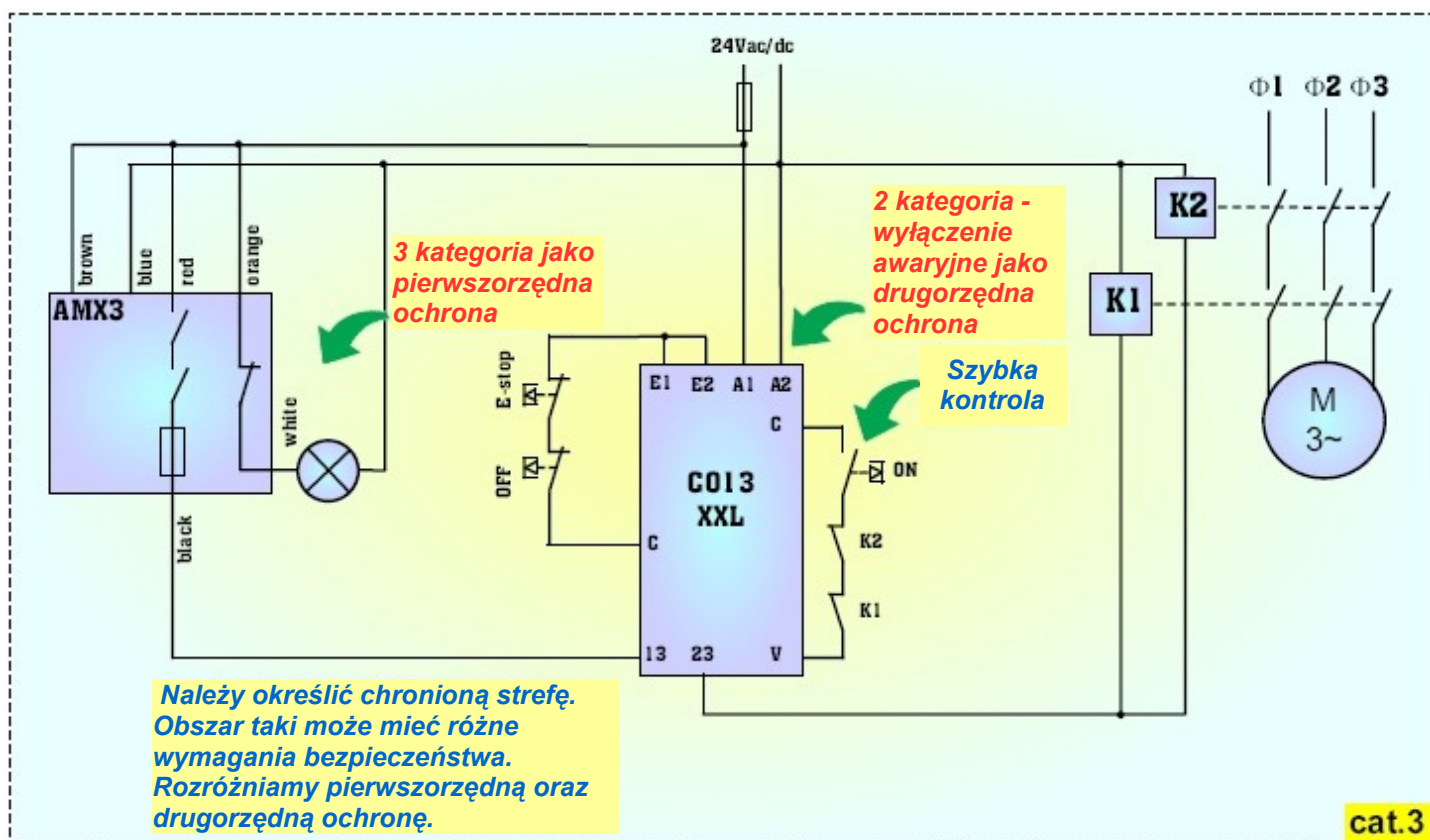 24Vac/dc
Φ1 Φ2 Φ3
brown
blue
red
orange
AMX3
3 kategoria jako
pierwszorzędna
ochrona
2 kategoria -
wyłączenie
awaryjne jako
drugorzędna
ochrona
K2
K1
Szybka
kontrola
E-stop
OFF
E1 E2 A1 A2
C
ON
C013
XXL
C
K2
K1
13 23 V
white
black
M
3~
Należy określić chronioną strefę.
Obszar taki może mieć różne
wymagania bezpieczeństwa.
Rozróżniamy pierwszorzędną oraz
drugorzędną ochronę.
cat.3